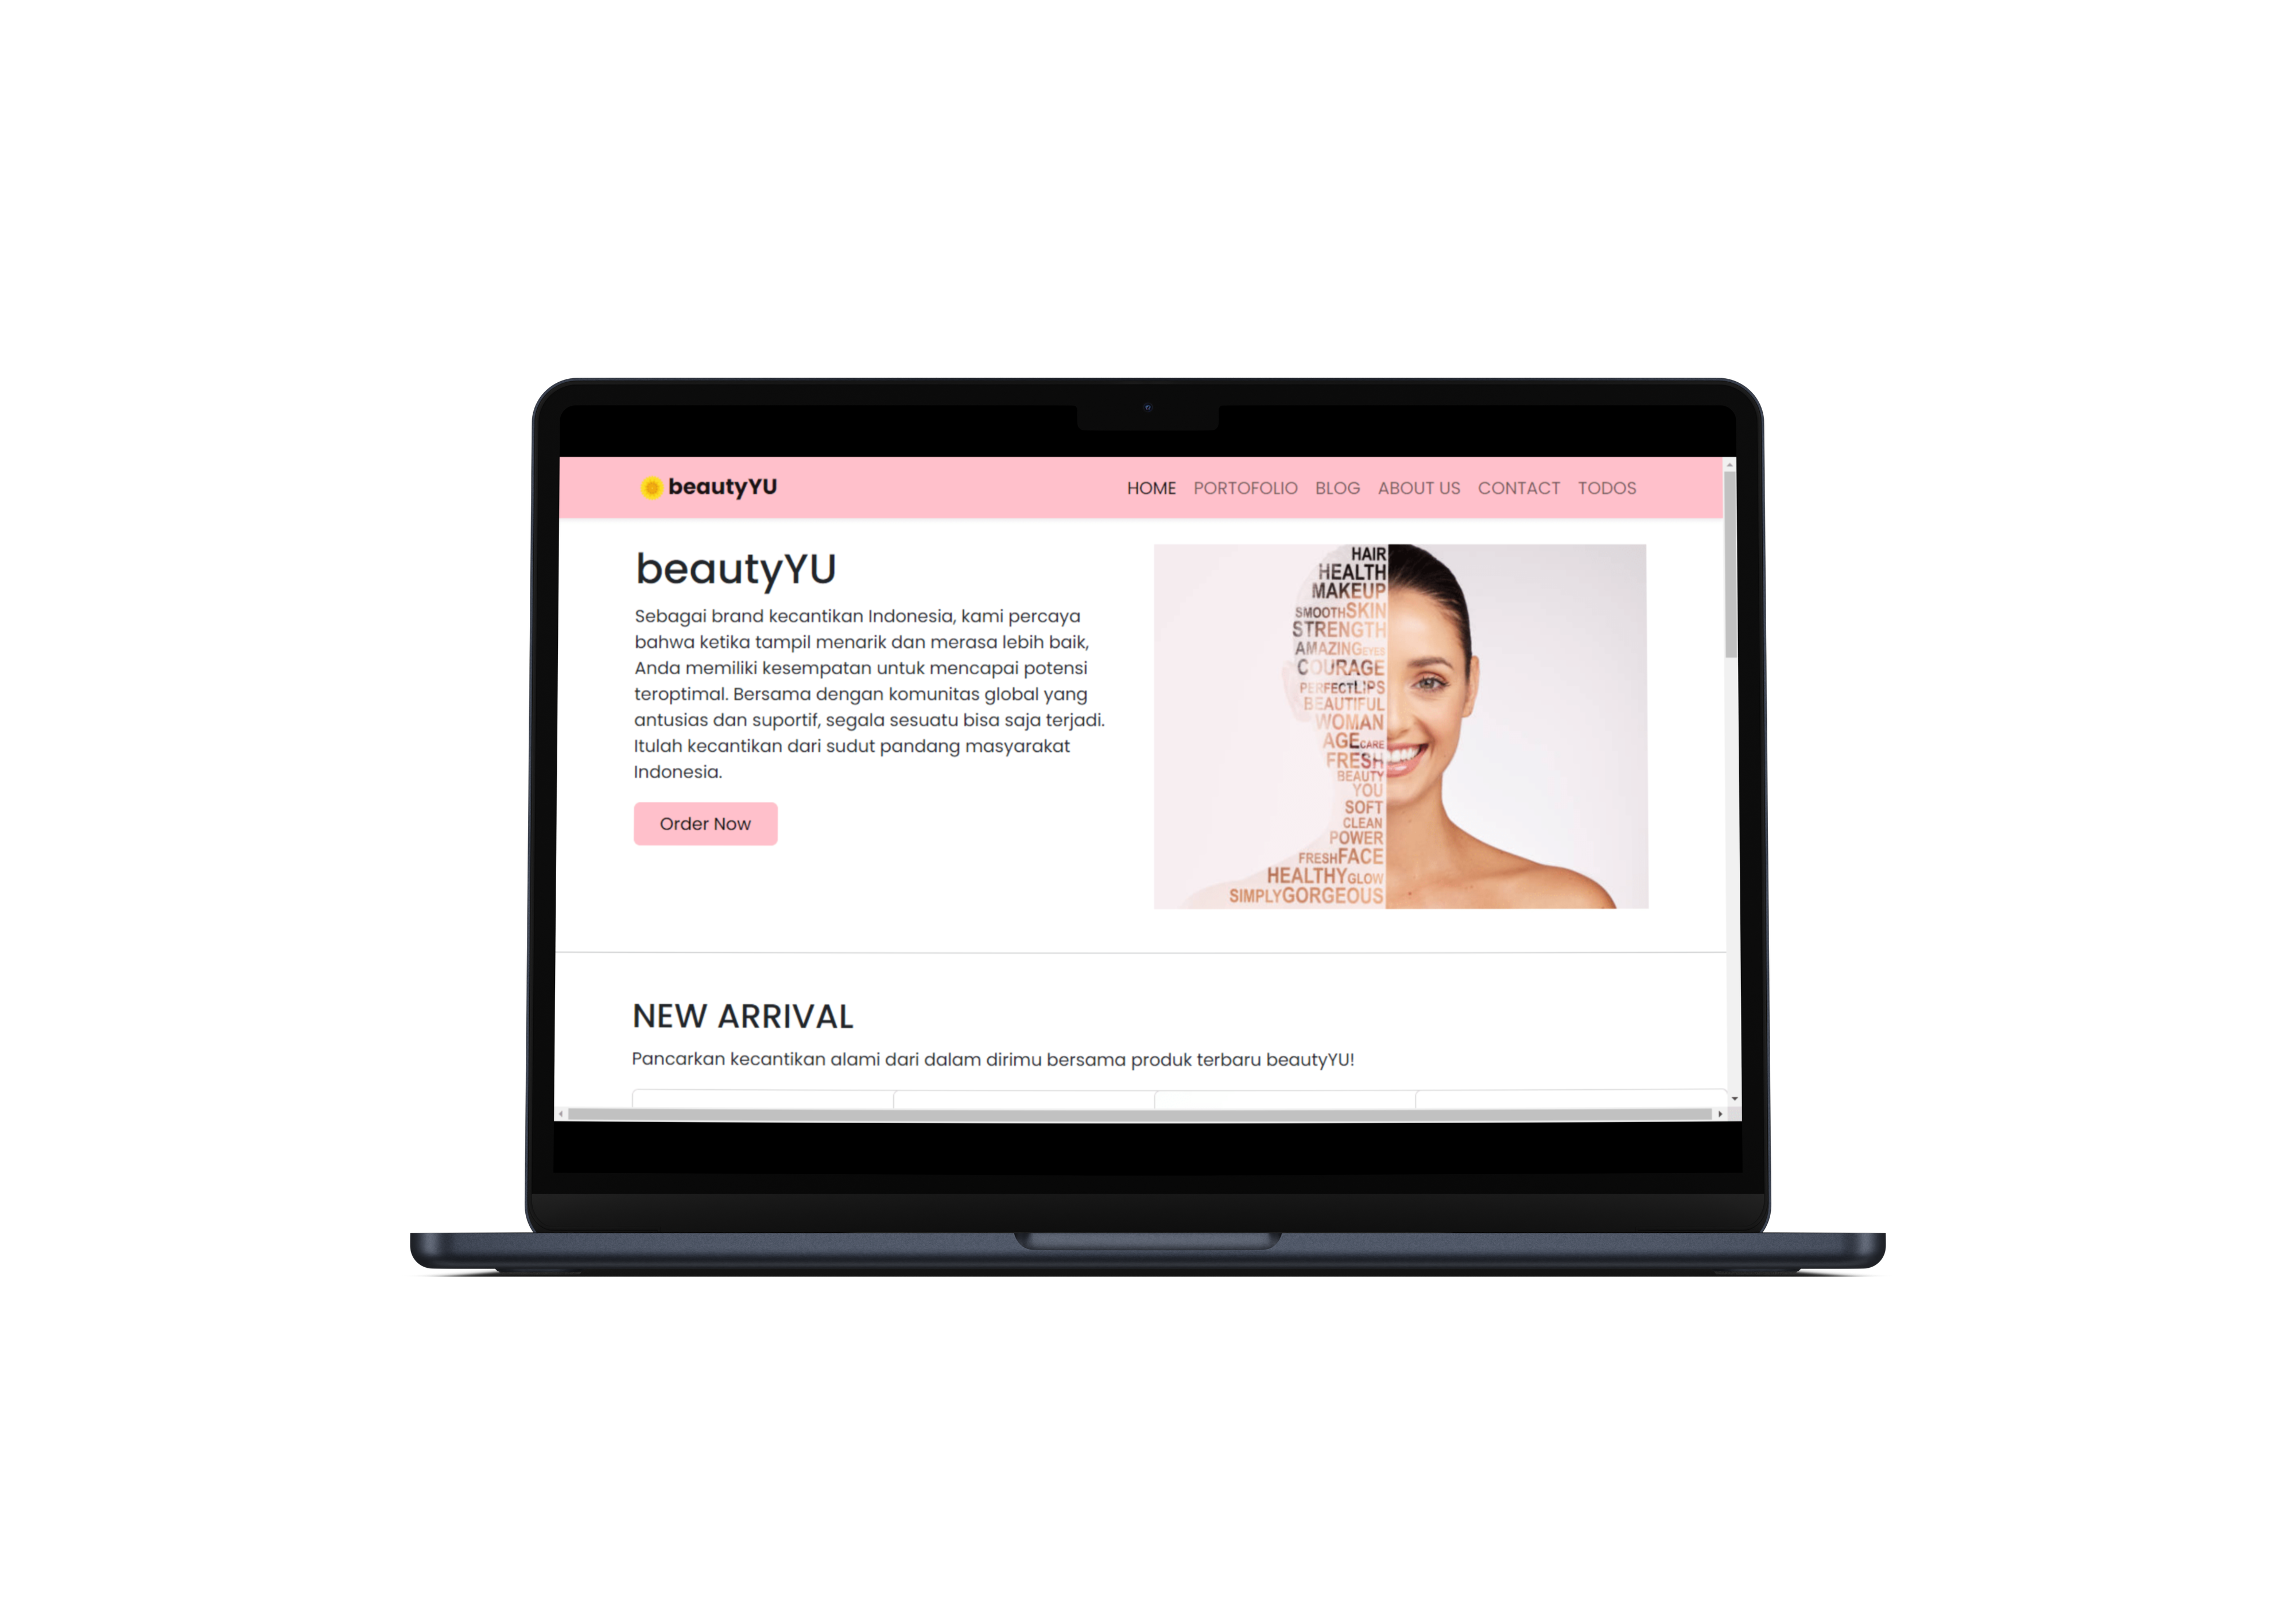 beautyYU
HOME PORTOFOLIO BLOG ABOUT US CONTACT TODOS
beautyYU
Sebagai brand kecantikan Indonesia, kami percaya
bahwa ketika tampil menarik dan merasa lebih baik,
Anda memiliki kesempatan untuk mencapai potensi
teroptimal. Bersama dengan komunitas global yang
antusias dan suportif, segala sesuatu bisa saja terjadi.
Itulah kecantikan dari sudut pandang masyarakat
Indonesia.
Order Now
HAIR
HEALTH
MAKEUP
SMOOTHSKIN
STRENGTH
AMAZINGEYES
COURAGE
PERFECTLIPS
BEAUTIFUL
WOMAN
AGECARE
FRESH
BEAUTY
YOU
SOFT
CLEAN
POWER
FRESHFACE
HEALTHYGLOW
SIMPLYGORGEOUS
NEW ARRIVAL
Pancarkan kecantikan alami dari dalam dirimu bersama produk terbaru beautyYU!